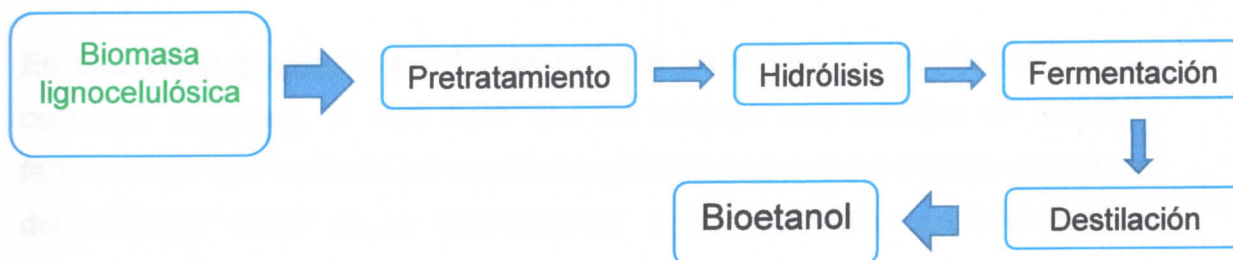 Biomasa
lignocelulósica
Pretratamiento
Hidrólisis
Fermentación
Destilación
Bioetanol